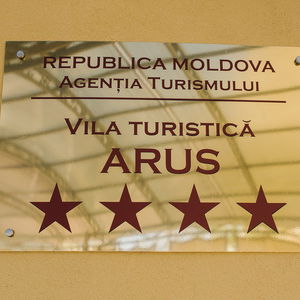 REPUBLICA MOLDOVA
AGENȚIA TURISMULUI
VILA TURISTICĂ
ARUS